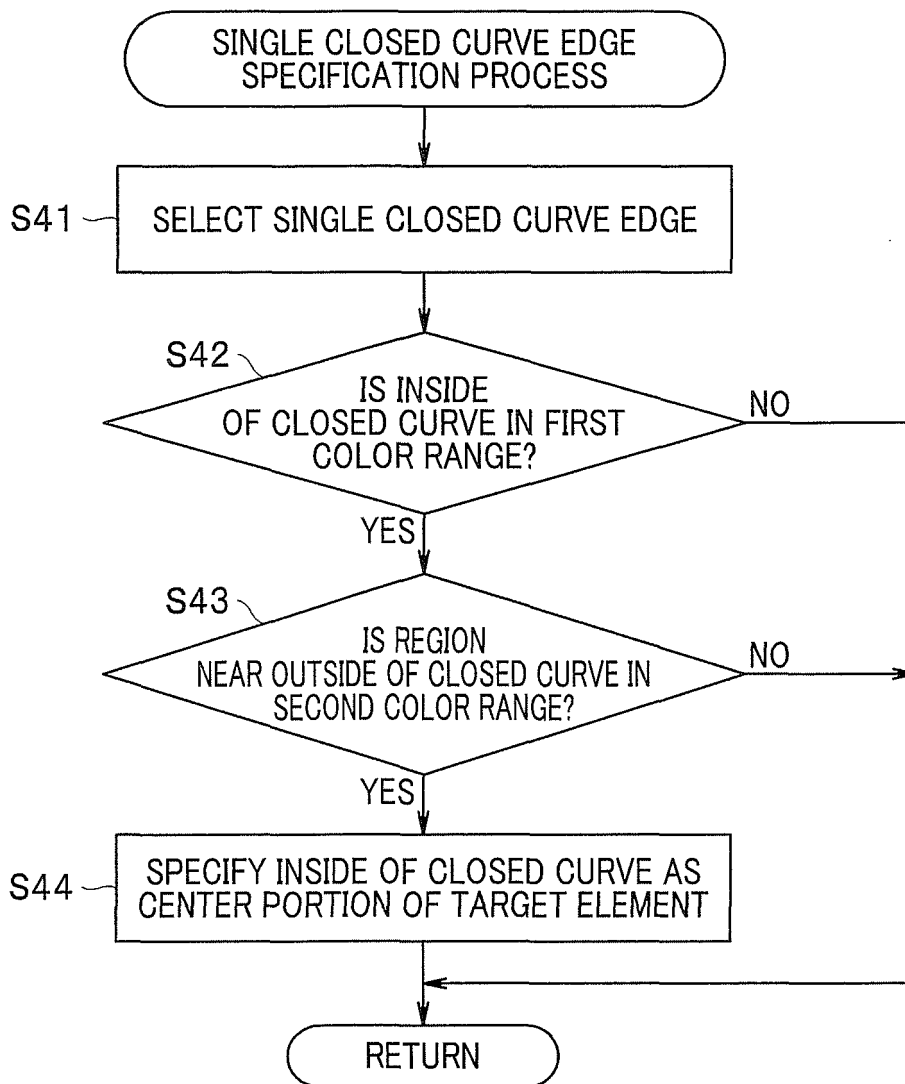 SINGLE CLOSED CURVE EDGE
SPECIFICATION PROCESS
S41
SELECT SINGLE CLOSED CURVE EDGE
S42
IS INSIDE
OF CLOSED CURVE IN FIRST
COLOR RANGE?
NO
YES
S43
IS REGION
NEAR OUTSIDE OF CLOSED CURVE IN
SECOND COLOR RANGE?
NO
YES
S44
SPECIFY INSIDE OF CLOSED CURVE AS
CENTER PORTION OF TARGET ELEMENT
RETURN